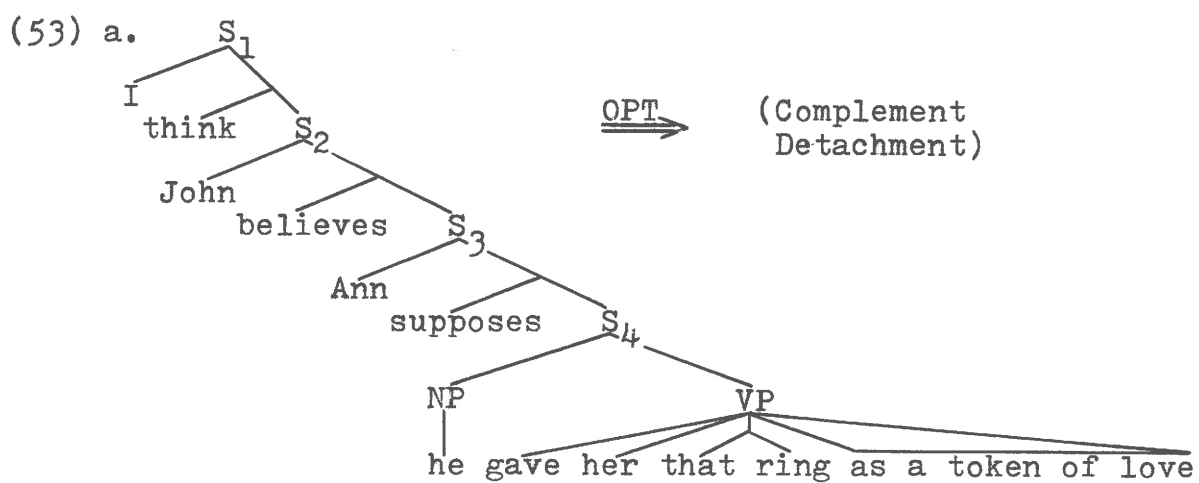 (53) a. S1
I
think
OPT (Complement
Detachment)
S2
John
believes
S3
Ann
supposes
S4
NP VP
he gave her that ring as a token of love